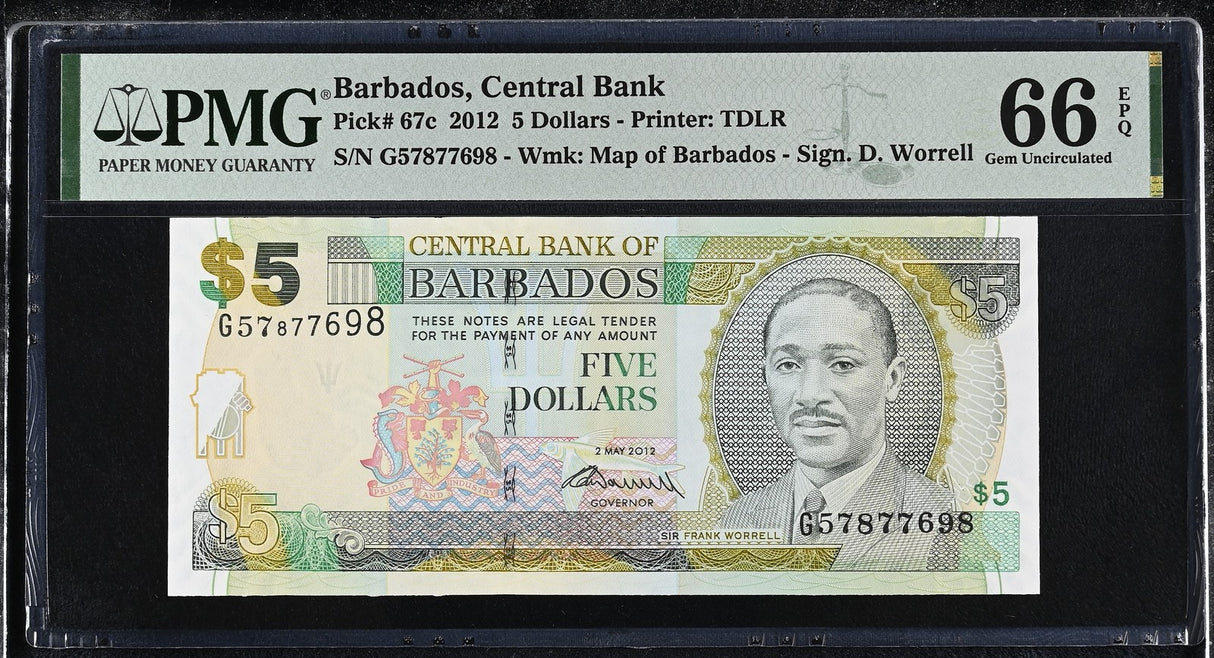 PMG®
PAPER MONEY GUARANTY
Barbados, Central Bank
Pick# 67c 2012 5 Dollars - Printer: TDLR
S/N G57877698 - Wmk: Map of Barbados - Sign. D. Worrell
66
EPQ
Gem Uncirculated
$5
CENTRAL BANK OF
BARBADOS
$5
G57877698
THESE NOTES ARE LEGAL TENDER
FOR THE PAYMENT OF ANY AMOUNT
FIVE
DOLLARS
2 MAY 2012
GOVERNOR
PRIDE AND INDUSTRY
$5
$5
G57877698
SIR FRANK WORRELL